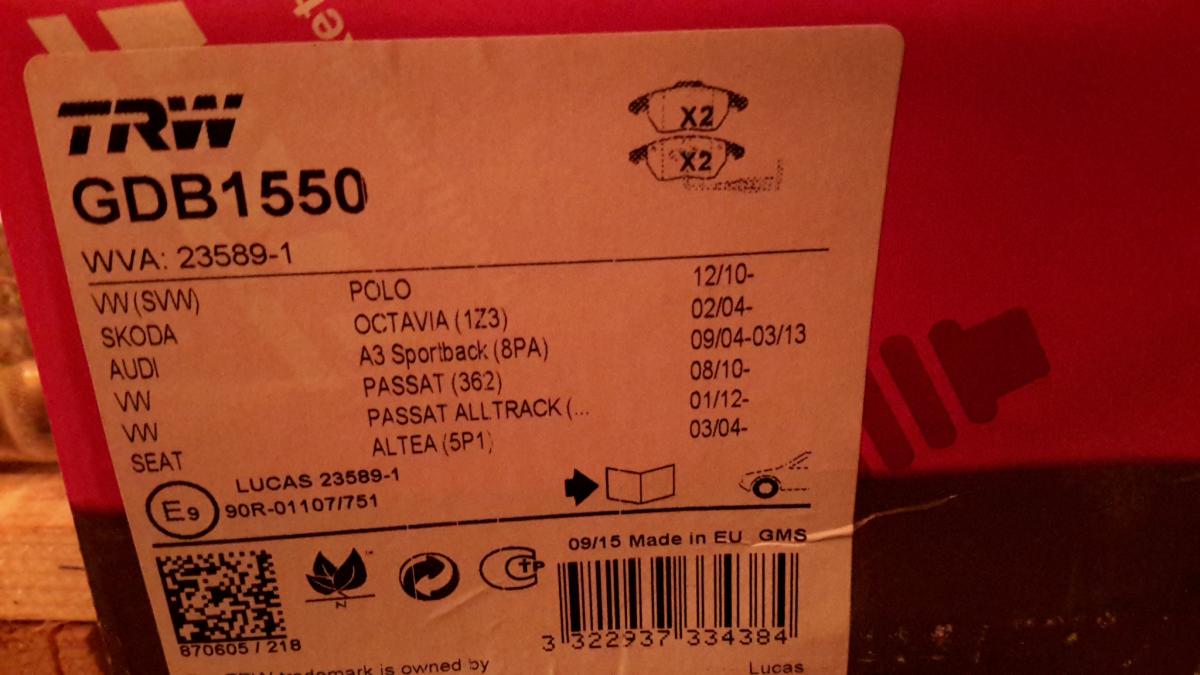 TRW
X2
X2
GDB1550
WVA: 23589-1
VW (SVW) POLO 12/10-
SKODA OCTAVIA (1Z3) 02/04-
AUDI A3 Sportback (8PA) 09/04-03/13
VW PASSAT (362) 08/10-
VW PASSAT ALLTRACK (... 01/12-
SEAT ALTEA (5P1) 03/04-
LUCAS 23589-1
E9 90R-01107/751
09/15 Made in EU GMS
N
870605 / 218
3 322937 334384
TRW trademark is owned by
Lucas